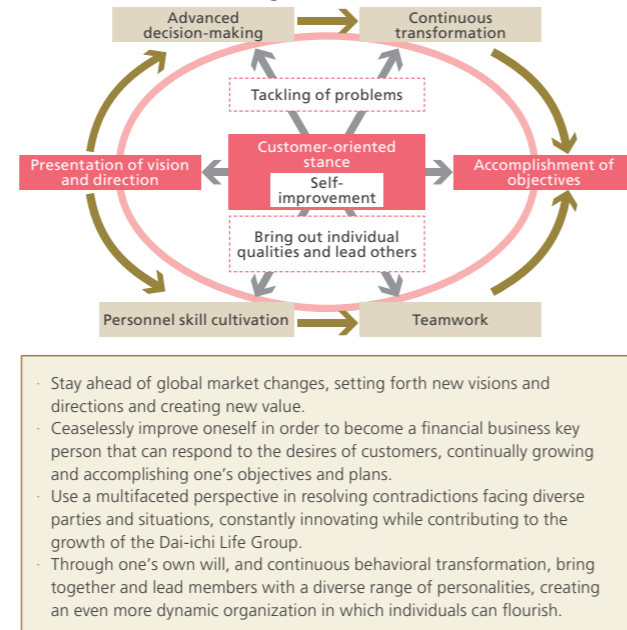 Advanced
decision-making
Continuous
transformation
Tackling of problems
Presentation of vision
and direction
Customer-oriented
stance
Self-
improvement
Accomplishment of
objectives
Bring out individual
qualities and lead others
Personnel skill cultivation
Teamwork
· Stay ahead of global market changes, setting forth new visions and
directions and creating new value.
· Ceaselessly improve oneself in order to become a financial business key
person that can respond to the desires of customers, continually growing
and accomplishing one’s objectives and plans.
· Use a multifaceted perspective in resolving contradictions facing diverse
parties and situations, constantly innovating while contributing to the
growth of the Dai-ichi Life Group.
· Through one’s own will, and continuous behavioral transformation, bring
together and lead members with a diverse range of personalities, creating
an even more dynamic organization in which individuals can flourish.